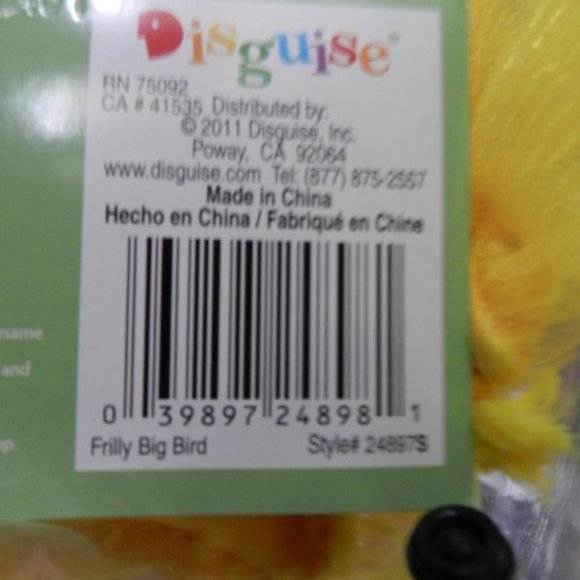 Disguise®
RN 75092
CA # 41535 Distributed by:
© 2011 Disguise, Inc.
Poway, CA 92064
www.disguise.com Tel: (877) 875-2557
Made in China
Hecho en China / Fabriqué en Chine
0 39897 24898 1
Frilly Big Bird Style# 24897S
esame
and
p.